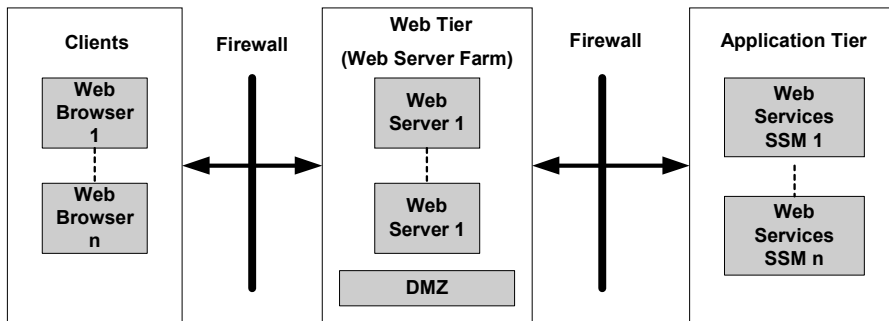 Clients
Web
Browser
1
Web
Browser
n
Firewall
Web Tier
(Web Server Farm)
Web
Server 1
Web
Server 1
DMZ
Firewall
Application Tier
Web
Services
SSM 1
Web
Services
SSM n